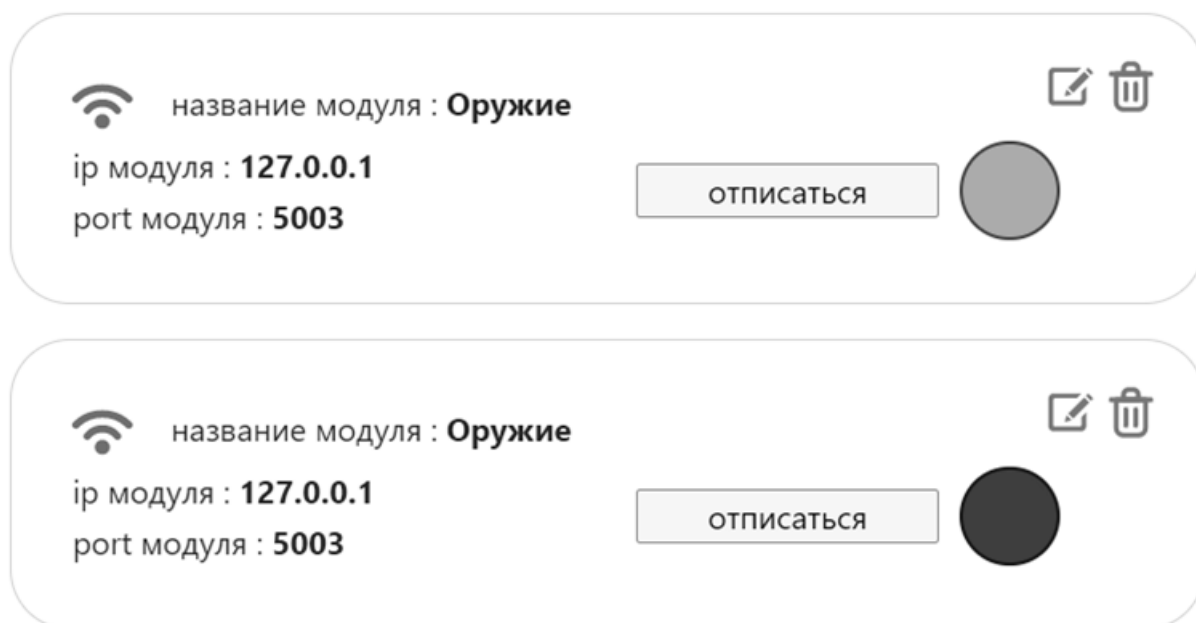 название модуля : Оружие
ip модуля : 127.0.0.1
отписаться
port модуля : 5003
название модуля : Оружие
ip модуля : 127.0.0.1
отписаться
port модуля : 5003